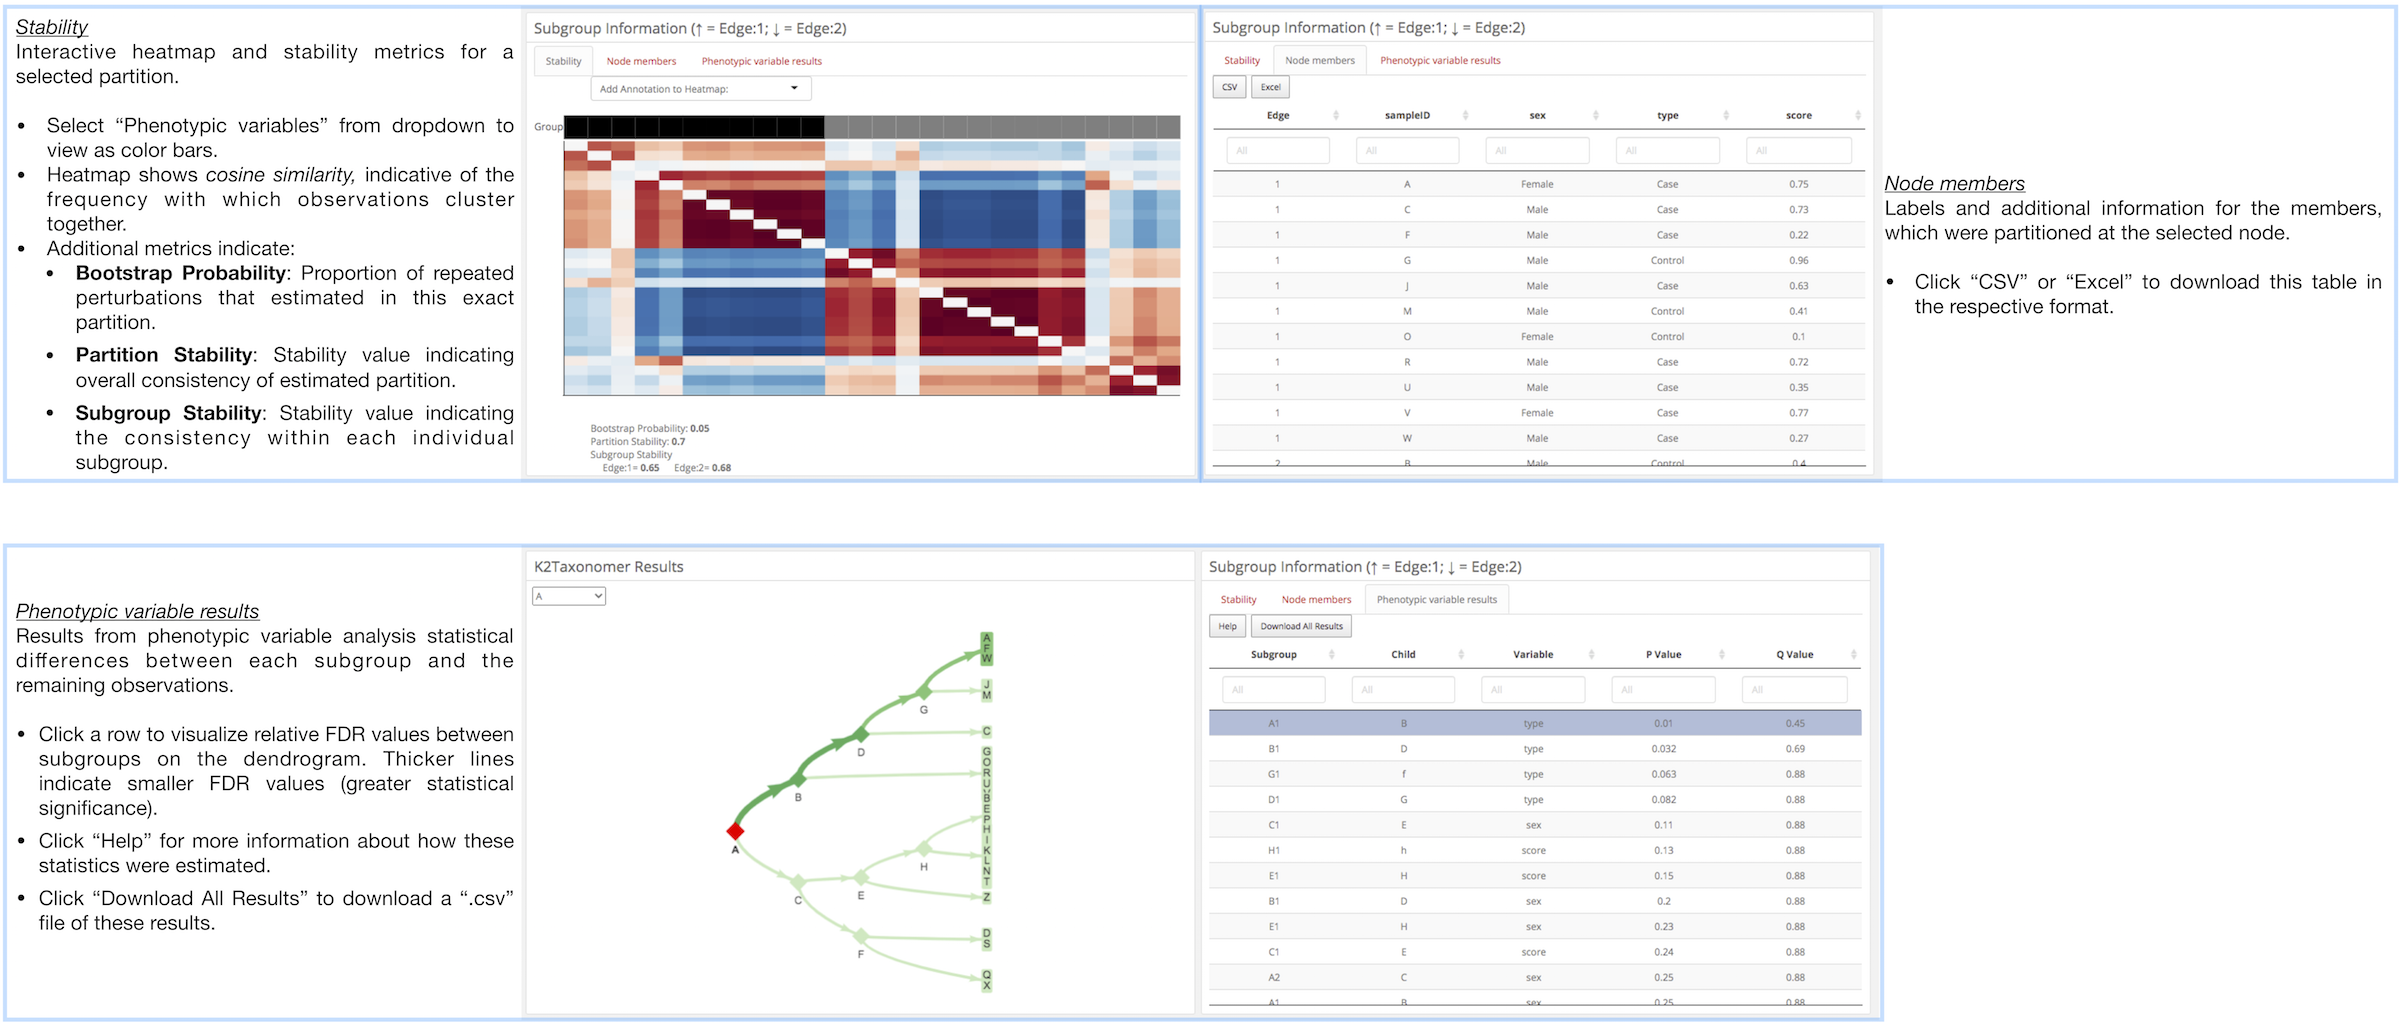 Stability
Interactive heatmap and stability metrics for a
selected partition.
• Select “Phenotypic variables” from dropdown to
view as color bars.
• Heatmap shows cosine similarity, indicative of the
frequency with which observations cluster
together.
• Additional metrics indicate:
• Bootstrap Probability: Proportion of repeated
perturbations that estimated in this exact
partition.
• Partition Stability: Stability value indicating
overall consistency of estimated partition.
• Subgroup Stability: Stability value indicating
the consistency within each individual
subgroup.
Subgroup Information (↑ = Edge:1; ↓ = Edge:2)
Stability Node members Phenotypic variable results
Add Annotation to Heatmap:
Group
Bootstrap Probability: 0.05
Partition Stability: 0.7
Subgroup Stability
Edge:1= 0.65 Edge:2= 0.68
Subgroup Information (↑ = Edge:1; ↓ = Edge:2)
Stability Node members Phenotypic variable results
CSV Excel
Edge sampleID sex type score
All All All All All
1 A Female Case 0.75
1 C Male Case 0.73
1 F Male Case 0.22
1 G Male Control 0.96
1 J Male Case 0.63
1 M Male Control 0.41
1 O Female Control 0.1
1 R Male Case 0.72
1 U Male Case 0.35
1 V Female Case 0.77
1 W Male Case 0.27
2 B Male Control 0.4
Node members
Labels and additional information for the members,
which were partitioned at the selected node.
• Click “CSV” or “Excel” to download this table in
the respective format.
Phenotypic variable results
Results from phenotypic variable analysis statistical
differences between each subgroup and the
remaining observations.
• Click a row to visualize relative FDR values between
subgroups on the dendrogram. Thicker lines
indicate smaller FDR values (greater statistical
significance).
• Click “Help” for more information about how these
statistics were estimated.
• Click “Download All Results” to download a “.csv”
file of these results.
K2Taxonomer Results
A
A
F
W
J
M
G
C
D
G
O
R
U
V
B
B
E
P
H
I
K
L
N
T
A
H
Z
E
C
D
S
F
Q
X
Subgroup Information (↑ = Edge:1; ↓ = Edge:2)
Stability Node members Phenotypic variable results
Help Download All Results
Subgroup Child Variable P Value Q Value
All All All All All
A1 B type 0.01 0.45
B1 D type 0.032 0.69
G1 f type 0.063 0.88
D1 G type 0.082 0.88
C1 E sex 0.11 0.88
H1 h score 0.13 0.88
E1 H score 0.15 0.88
B1 D sex 0.2 0.88
E1 H sex 0.23 0.88
C1 E score 0.24 0.88
A2 C sex 0.25 0.88
A1 B sex 0.25 0.88